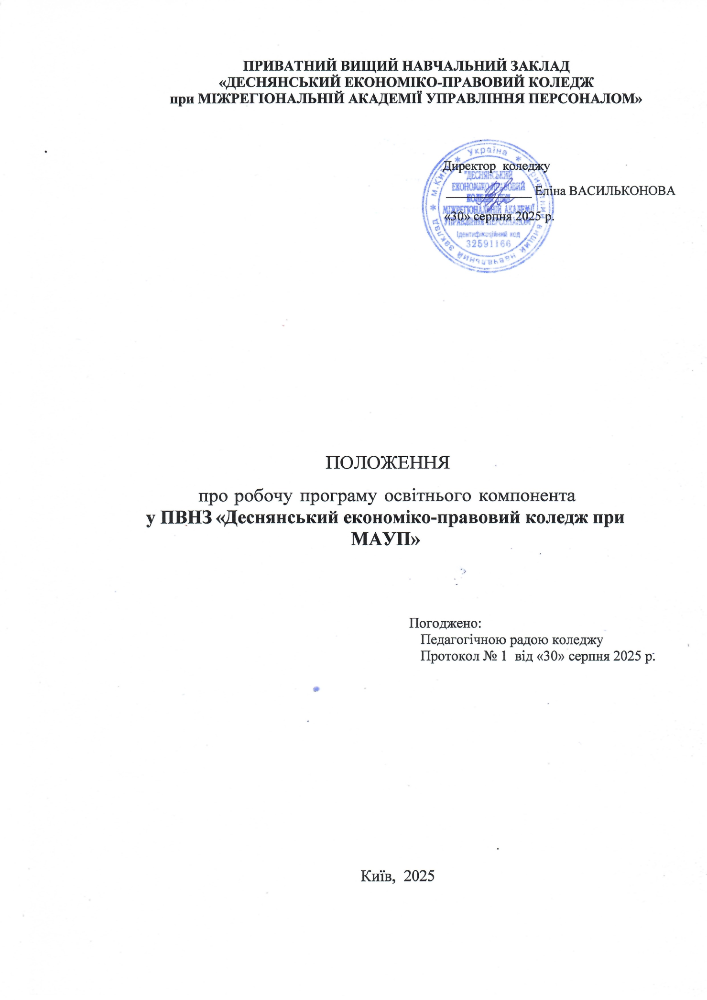 ПРИВАТНИЙ ВИЩИЙ НАВЧАЛЬНИЙ ЗАКЛАД
«ДЕСНЯНСЬКИЙ ЕКОНОМІКО-ПРАВОВИЙ КОЛЕДЖ
при МІЖРЕГІОНАЛЬНІЙ АКАДЕМІЇ УПРАВЛІННЯ ПЕРСОНАЛОМ»
Директор коледжу
Еліна ВАСИЛЬКОНОВА
«30» серпня 2025 р.
* Україна * Приватний вищий навчальний заклад * м.Київ
"ДЕСНЯНСЬКИЙ
ЕКОНОМІКО-ПРАВОВИЙ
КОЛЕДЖ ПРИ
МІЖРЕГІОНАЛЬНІЙ АКАДЕМІЇ
УПРАВЛІННЯ ПЕРСОНАЛОМ"
Ідентифікаційний код
32591166
ПОЛОЖЕННЯ
про робочу програму освітнього компонента
у ПВНЗ «Деснянський економіко-правовий коледж при
МАУП»
Погоджено:
Педагогічною радою коледжу
Протокол № 1 від «30» серпня 2025 р.
Київ, 2025